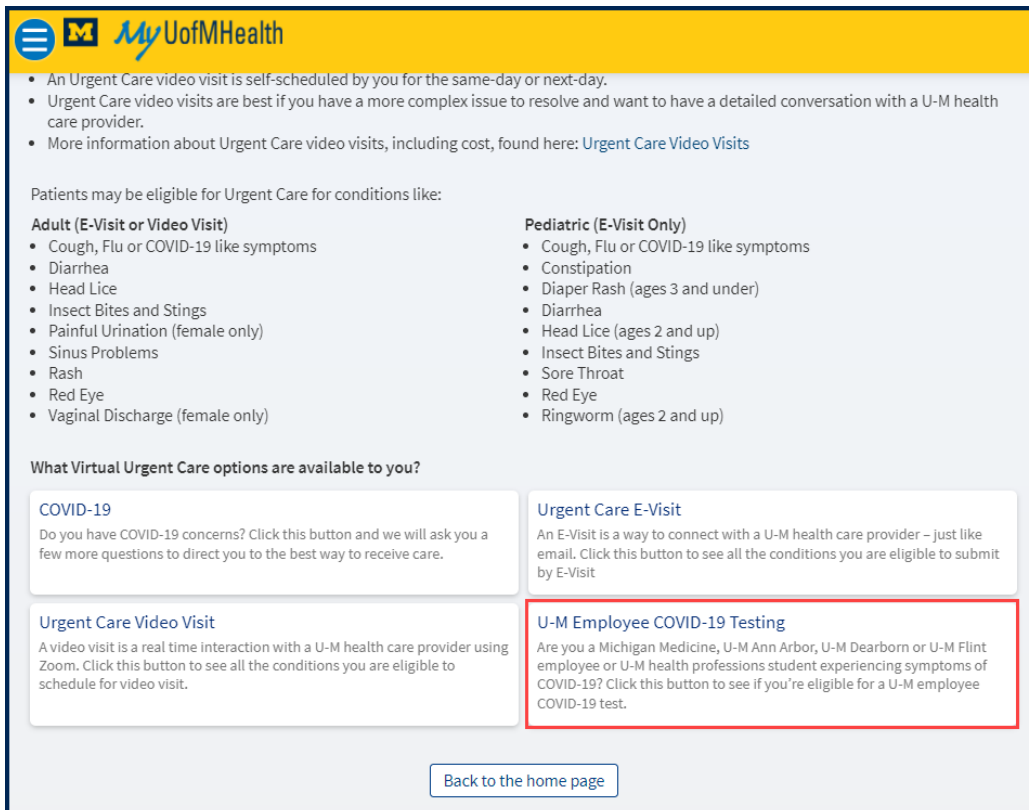 M My UofMHealth
• An Urgent Care video visit is self-scheduled by you for the same-day or next-day.
• Urgent Care video visits are best if you have a more complex issue to resolve and want to have a detailed conversation with a U-M health
care provider.
• More information about Urgent Care video visits, including cost, found here: Urgent Care Video Visits
Patients may be eligible for Urgent Care for conditions like:
Adult (E-Visit or Video Visit)
• Cough, Flu or COVID-19 like symptoms
• Diarrhea
• Head Lice
• Insect Bites and Stings
• Painful Urination (female only)
• Sinus Problems
• Rash
• Red Eye
• Vaginal Discharge (female only)
Pediatric (E-Visit Only)
• Cough, Flu or COVID-19 like symptoms
• Constipation
• Diaper Rash (ages 3 and under)
• Diarrhea
• Head Lice (ages 2 and up)
• Insect Bites and Stings
• Sore Throat
• Red Eye
• Ringworm (ages 2 and up)
What Virtual Urgent Care options are available to you?
COVID-19
Do you have COVID-19 concerns? Click this button and we will ask you a
few more questions to direct you to the best way to receive care.
Urgent Care E-Visit
An E-Visit is a way to connect with a U-M health care provider – just like
email. Click this button to see all the conditions you are eligible to submit
by E-Visit
Urgent Care Video Visit
A video visit is a real time interaction with a U-M health care provider using
Zoom. Click this button to see all the conditions you are eligible to
schedule for video visit.
U-M Employee COVID-19 Testing
Are you a Michigan Medicine, U-M Ann Arbor, U-M Dearborn or U-M Flint
employee or U-M health professions student experiencing symptoms of
COVID-19? Click this button to see if you're eligible for a U-M employee
COVID-19 test.
Back to the home page